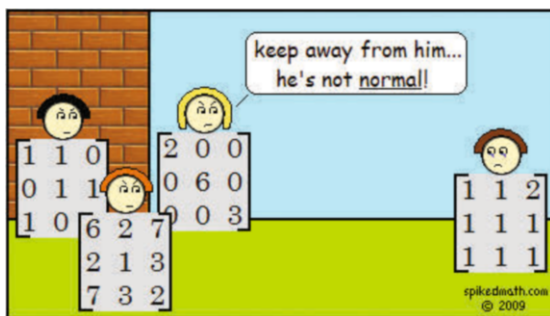 keep away from him...
he's not normal!
1 1 0
0 1 1
1 0
2 0 0
0 6 0
0 0 3
6 2 7
2 1 3
7 3 2
1 1 2
1 1 1
1 1 1
spikedmath.com
© 2009